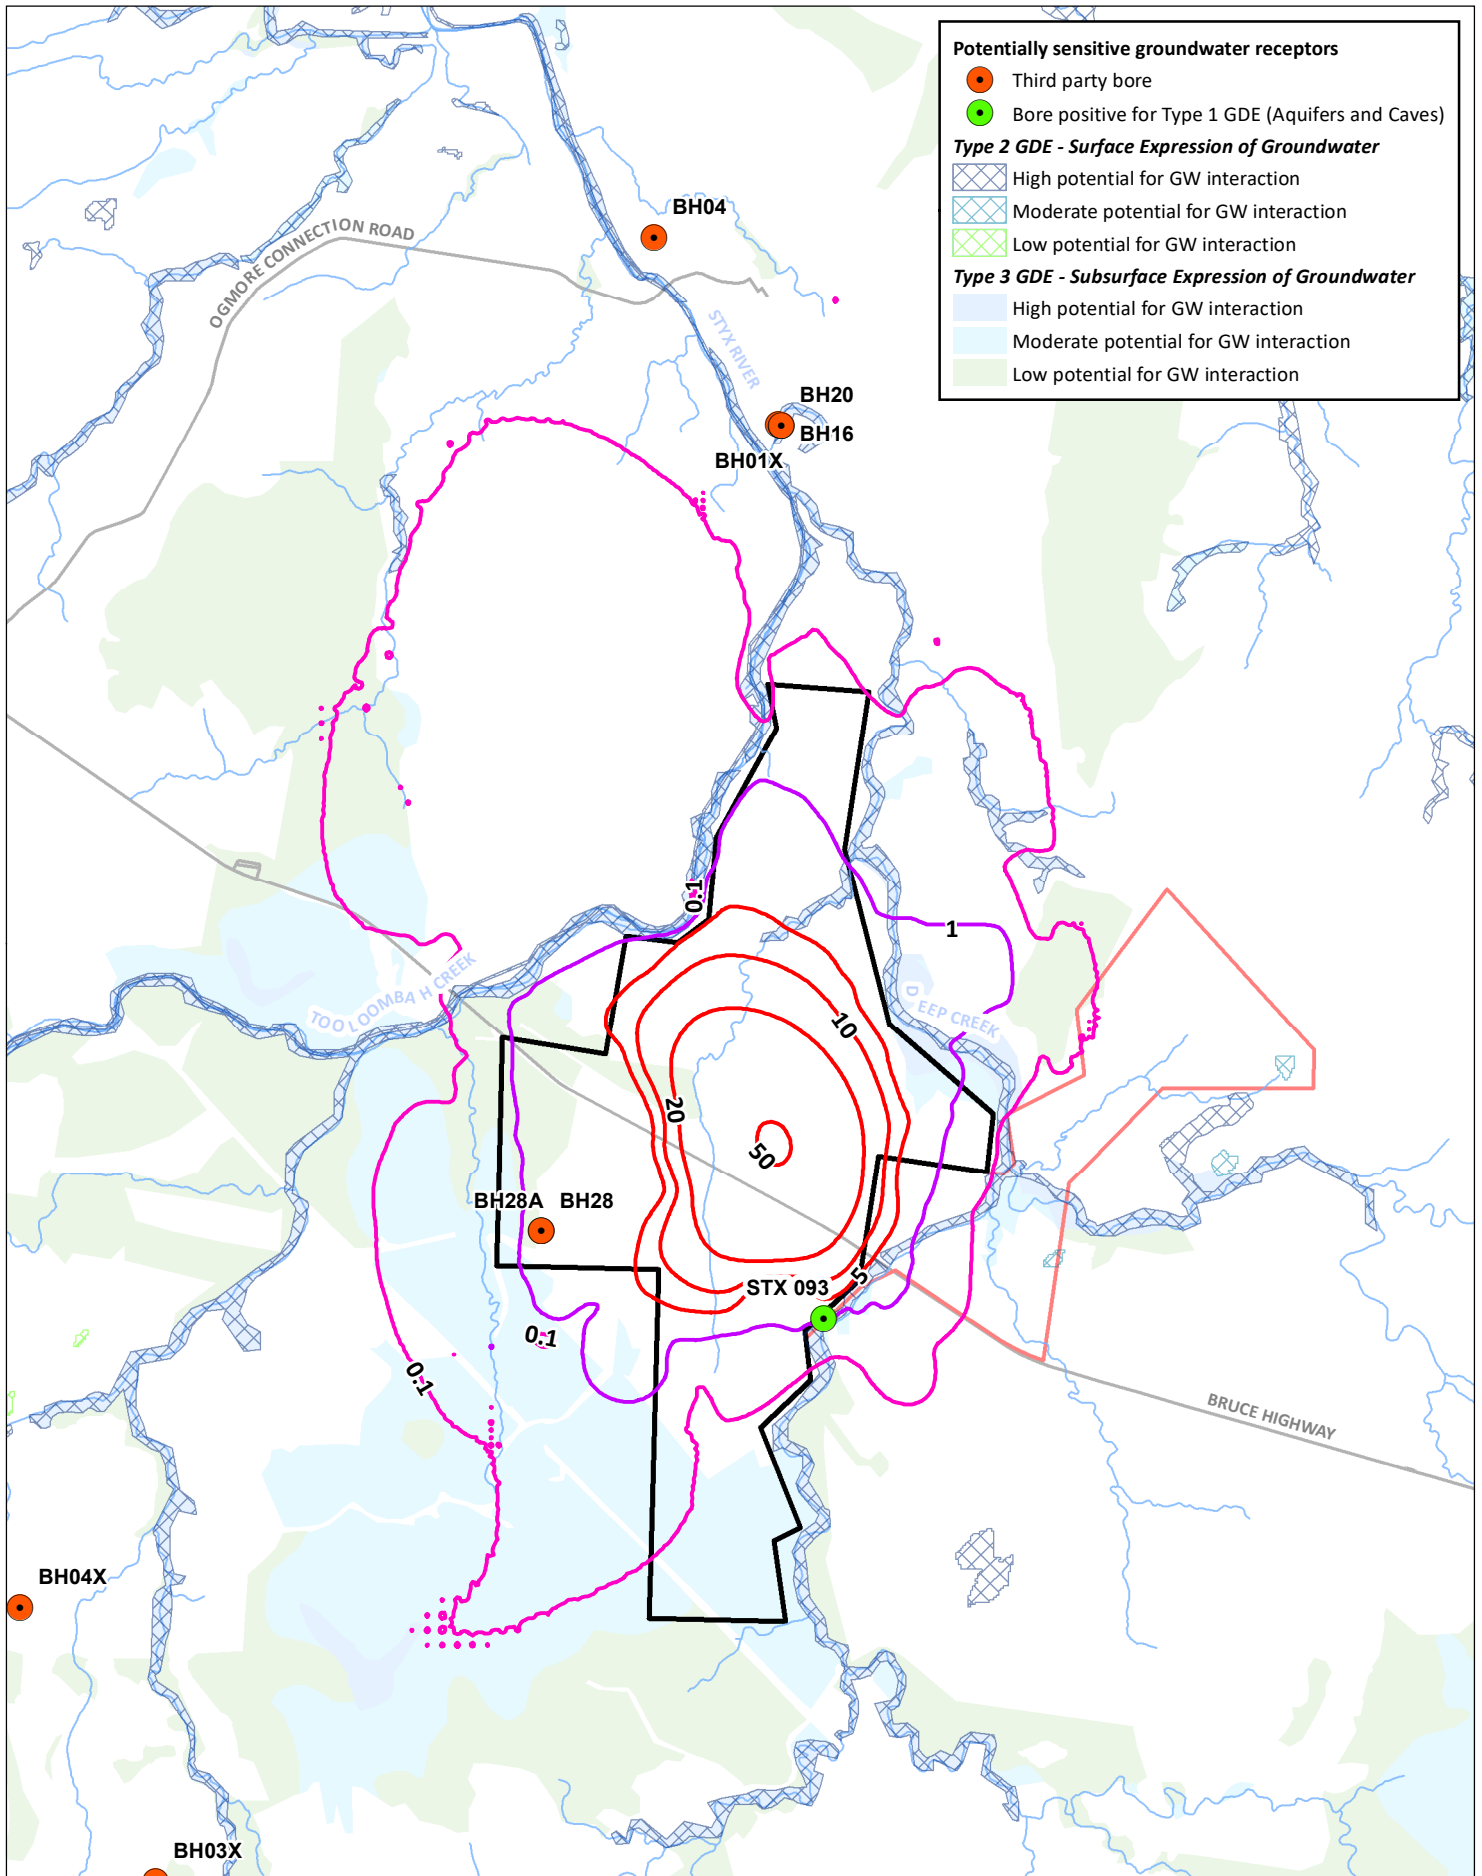 Potentially sensitive groundwater receptors
Third party bore
Bore positive for Type 1 GDE (Aquifers and Caves)
Type 2 GDE - Surface Expression of Groundwater
High potential for GW interaction
Moderate potential for GW interaction
Low potential for GW interaction
Type 3 GDE - Subsurface Expression of Groundwater
High potential for GW interaction
Moderate potential for GW interaction
Low potential for GW interaction
BH04
OGMORE CONNECTION ROAD
STYX RIVER
BH20
BH16
BH01X
0.1
1
TOOLOOMBAH CREEK
DEEP CREEK
10
20
50
BH28A BH28
STX 093
5
0.1
0.1
BRUCE HIGHWAY
BH04X
BH03X